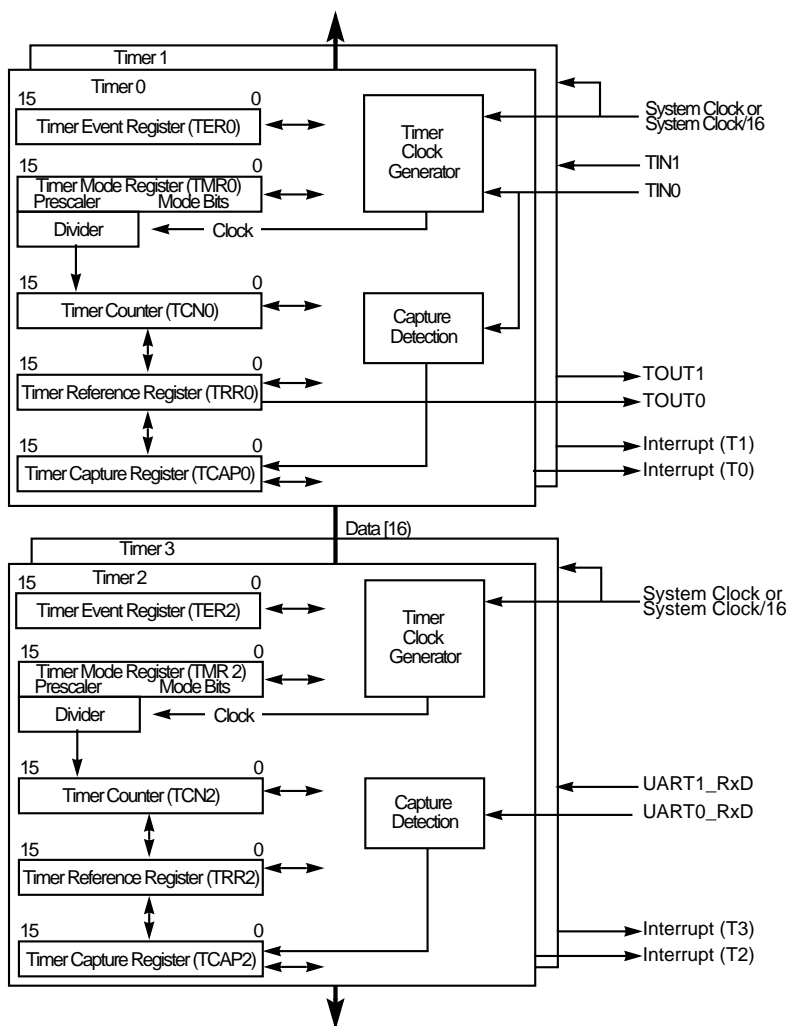 Timer 1
Timer 0
15 0
Timer Event Register (TER0)
15 0
Timer Mode Register (TMR0)
Prescaler Mode Bits
Divider
Clock
15 0
Timer Counter (TCN0)
15 0
Timer Reference Register (TRR0)
15 0
Timer Capture Register (TCAP0)
Timer
Clock
Generator
Capture
Detection
System Clock or
System Clock/16
TIN1
TIN0
TOUT1
TOUT0
Interrupt (T1)
Interrupt (T0)
Data [16)
Timer 3
Timer 2
15 0
Timer Event Register (TER2)
15 0
Timer Mode Register (TMR 2)
Prescaler Mode Bits
Divider
Clock
15 0
Timer Counter (TCN2)
15 0
Timer Reference Register (TRR2)
15 0
Timer Capture Register (TCAP2)
Timer
Clock
Generator
Capture
Detection
System Clock or
System Clock/16
UART1_RxD
UART0_RxD
Interrupt (T3)
Interrupt (T2)